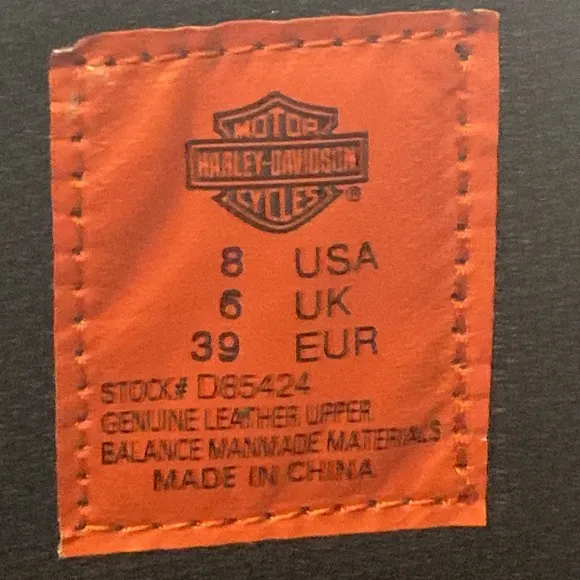 MOTOR
HARLEY-DAVIDSON
CYCLES ®
8 USA
6 UK
39 EUR
STOCK# D85424
GENUINE LEATHER UPPER
BALANCE MANMADE MATERIALS
MADE IN CHINA